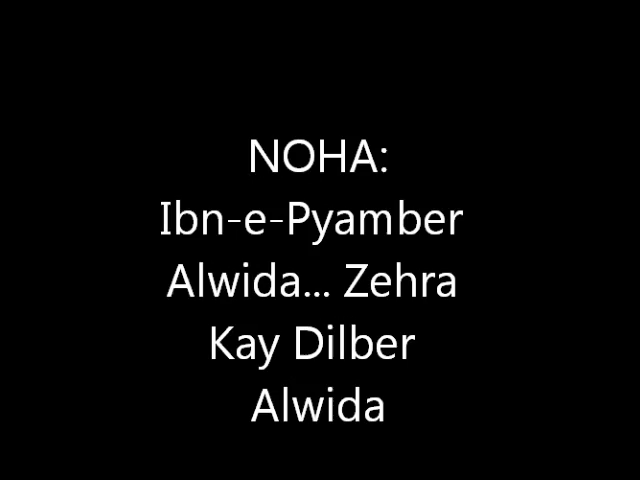 NOHA:
Ibn-e-Pyamber
Alwida... Zehra
Kay Dilber
Alwida